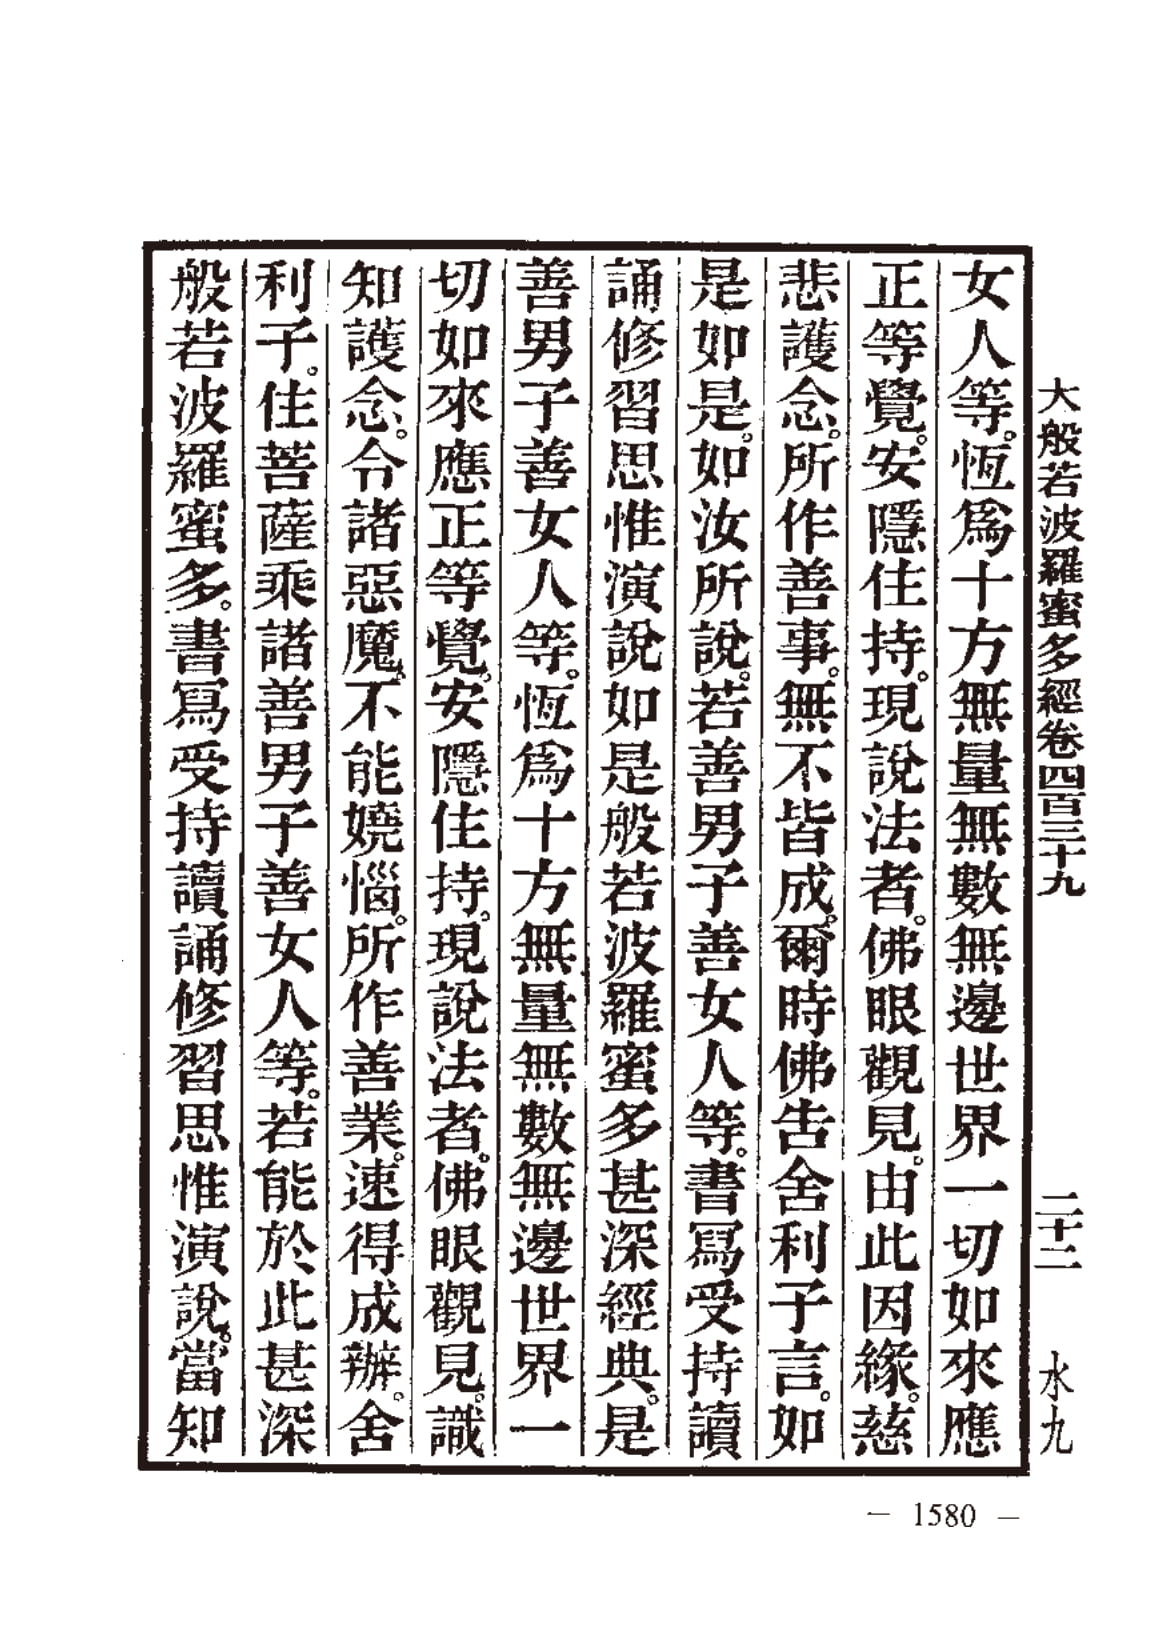 大般若波羅蜜多經卷四百三十九 二十二 水九
女人等。恆爲十方無量無數無邊世界一切如來應
正等覺。安隱住持。現說法者。佛眼觀見。由此因緣。慈
悲護念。所作善事。無不皆成。爾時佛告舍利子言。如
是如是。如汝所說。若善男子善女人等。書寫受持讀
誦修習思惟演說如是般若波羅蜜多甚深經典。是
善男子善女人等。恆爲十方無量無數無邊世界一
切如來應正等覺。安隱住持。現說法者。佛眼觀見。識
知護念。令諸惡魔。不能嬈惱。所作善業。速得成辦。舍
利子。住菩薩乘諸善男子善女人等。若能於此甚深
般若波羅蜜多。書寫受持讀誦修習思惟演說。當知
— 1580 —